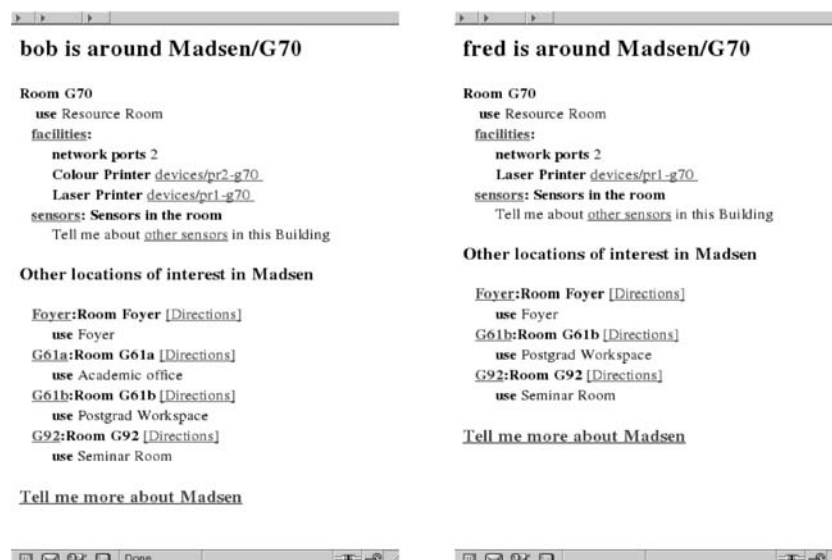 bob is around Madsen/G70
Room G70
use Resource Room
facilities:
network ports 2
Colour Printer devices/pr2-g70
Laser Printer devices/pr1-g70
sensors: Sensors in the room
Tell me about other sensors in this Building
Other locations of interest in Madsen
Foyer:Room Foyer [Directions]
use Foyer
G61a:Room G61a [Directions]
use Academic office
G61b:Room G61b [Directions]
use Postgrad Workspace
G92:Room G92 [Directions]
use Seminar Room
Tell me more about Madsen
Done
fred is around Madsen/G70
Room G70
use Resource Room
facilities:
network ports 2
Laser Printer devices/pr1-g70
sensors: Sensors in the room
Tell me about other sensors in this Building
Other locations of interest in Madsen
Foyer:Room Foyer [Directions]
use Foyer
G61b:Room G61b [Directions]
use Postgrad Workspace
G92:Room G92 [Directions]
use Seminar Room
Tell me more about Madsen